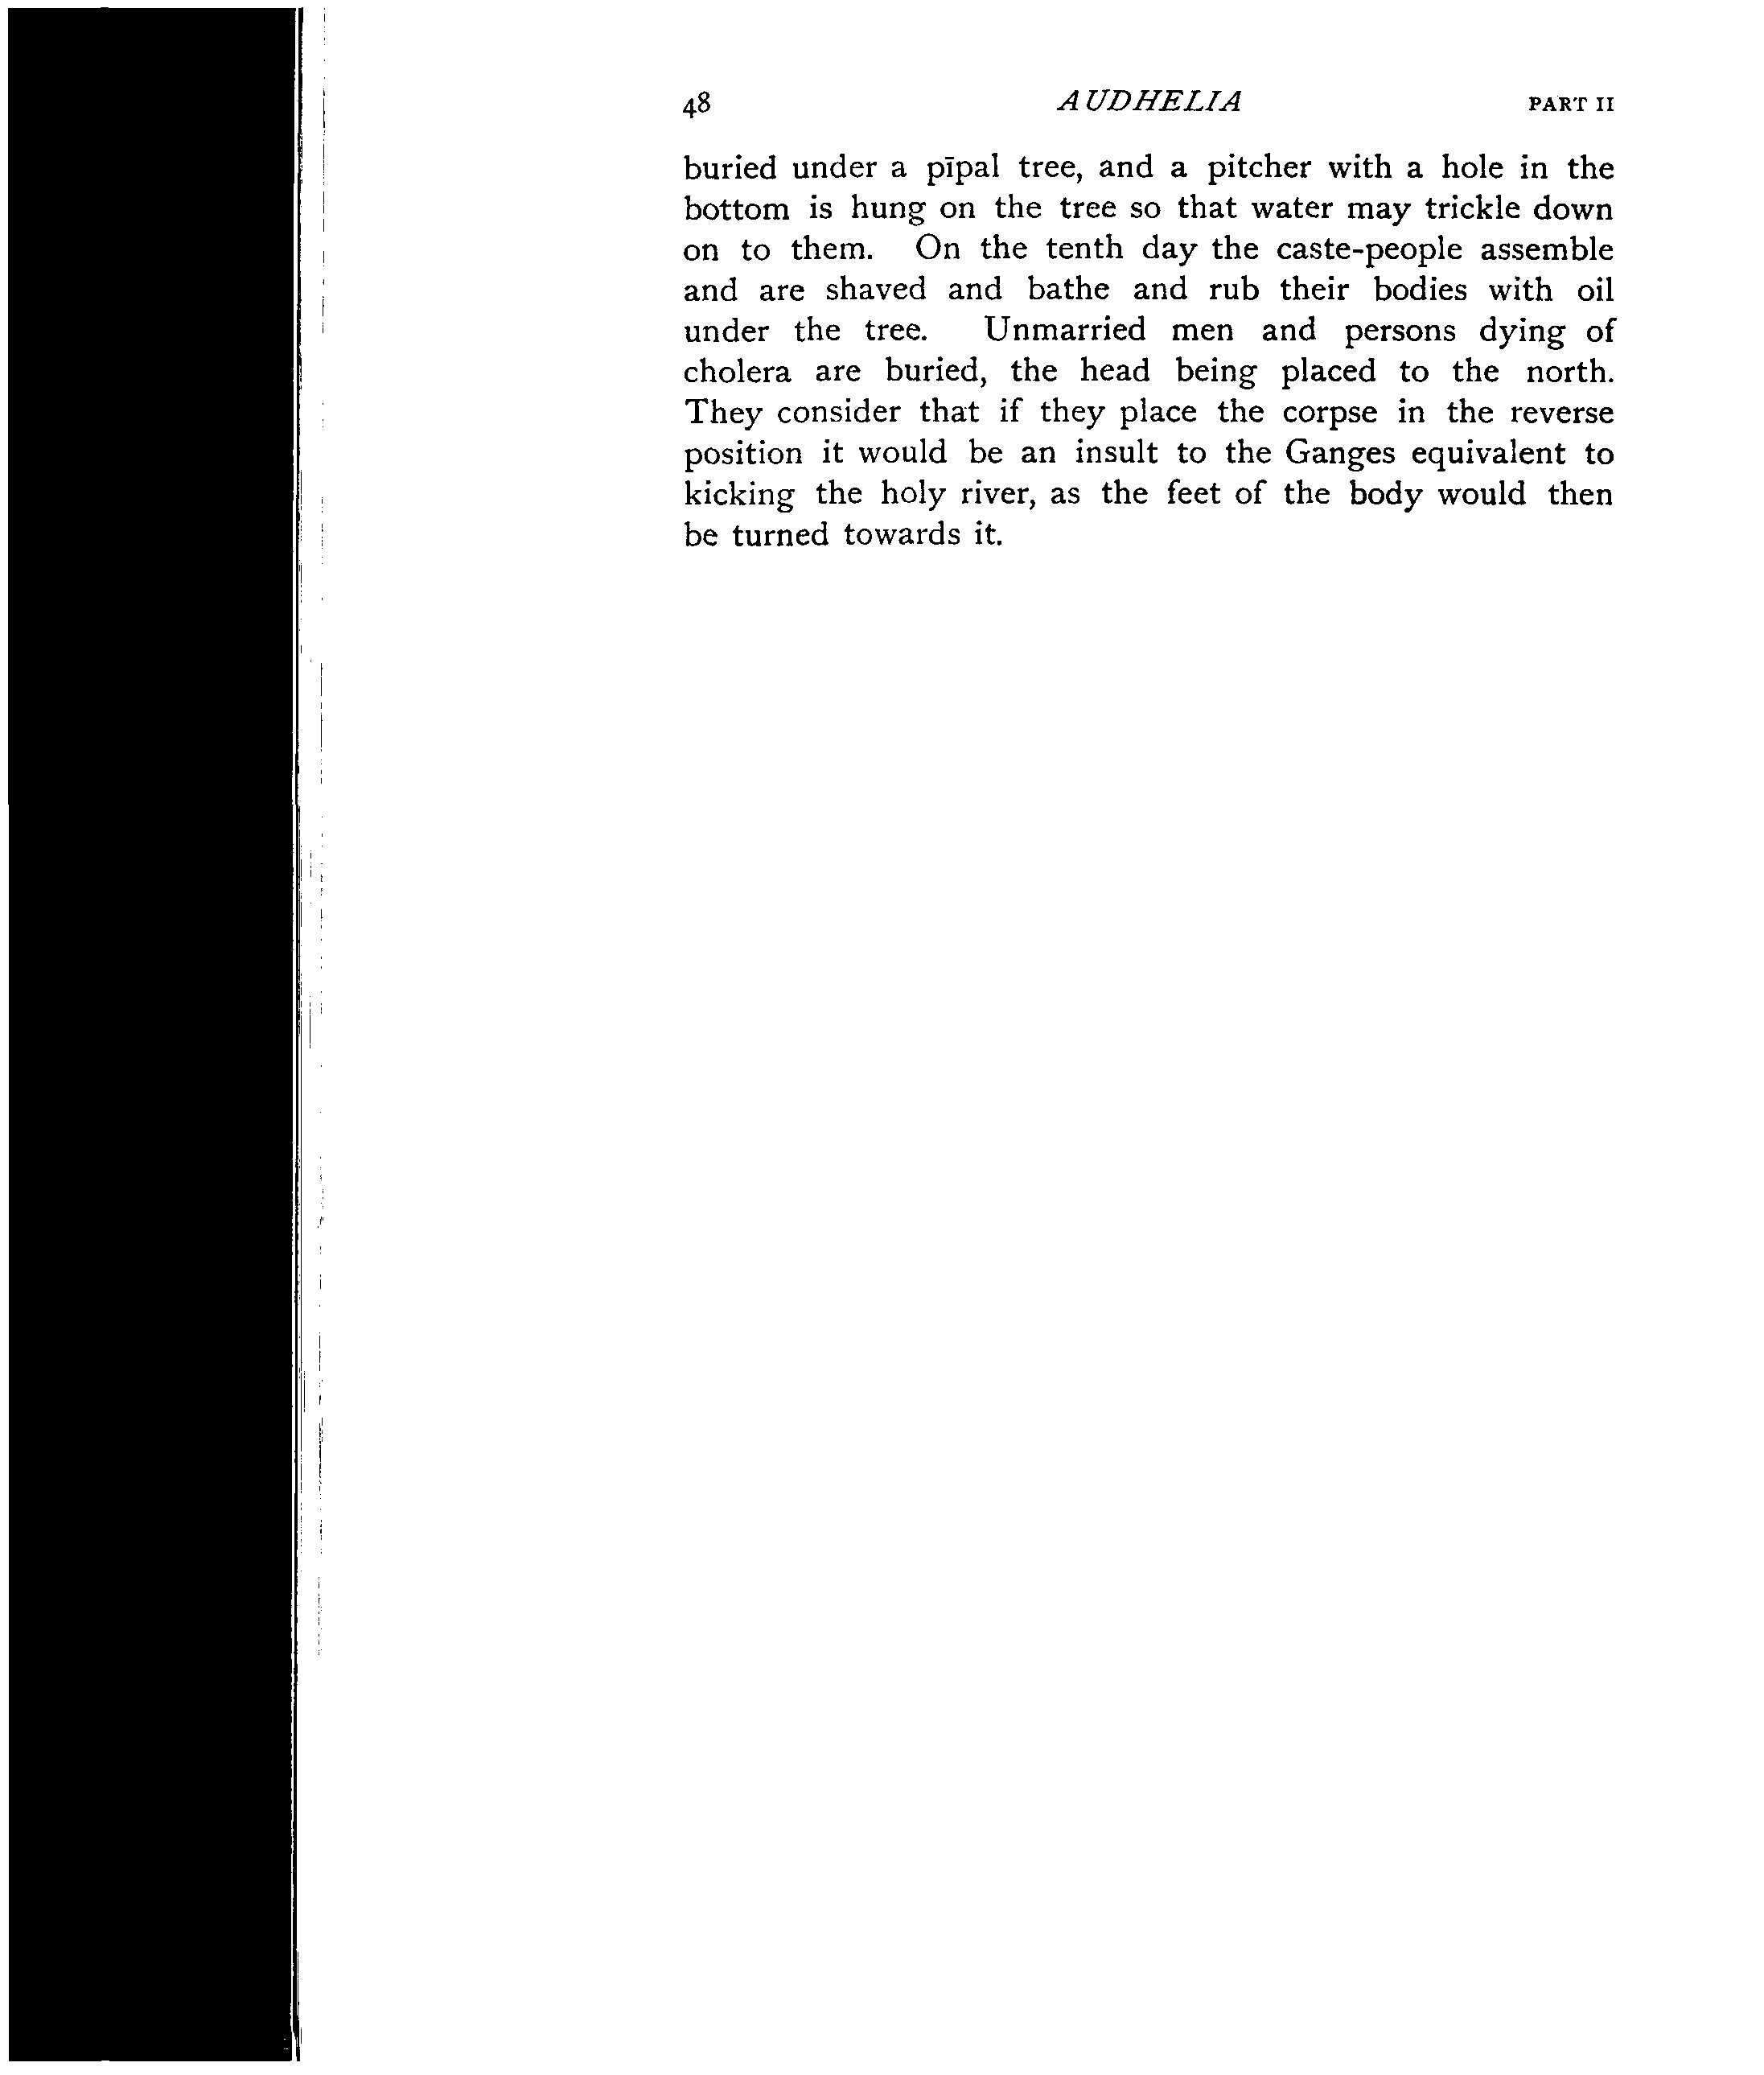 48 AUDHELIA PART II
buried under a pīpal tree, and a pitcher with a hole in the
bottom is hung on the tree so that water may trickle down
on to them. On the tenth day the caste-people assemble
and are shaved and bathe and rub their bodies with oil
under the tree. Unmarried men and persons dying of
cholera are buried, the head being placed to the north.
They consider that if they place the corpse in the reverse
position it would be an insult to the Ganges equivalent to
kicking the holy river, as the feet of the body would then
be turned towards it.